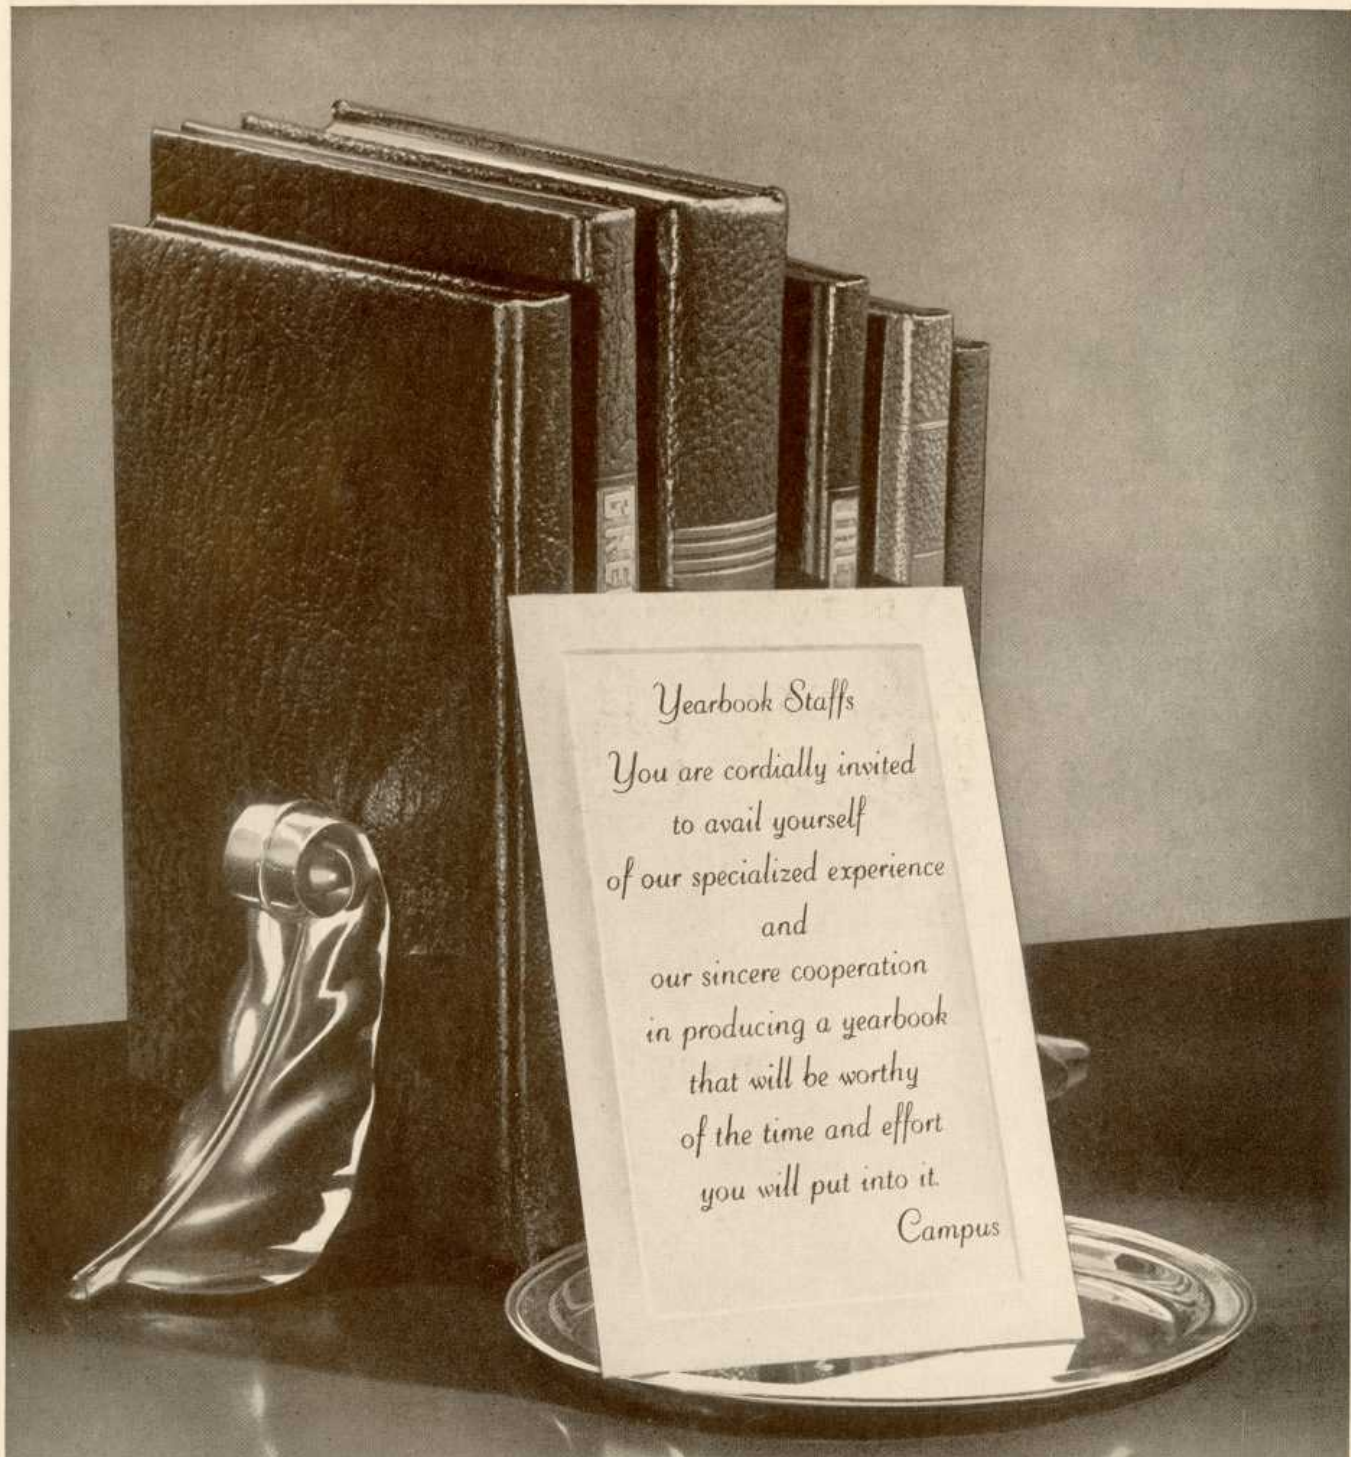 Yearbook Staffs
You are cordially invited
to avail yourself
of our specialized experience
and
our sincere cooperation
in producing a yearbook
that will be worthy
of the time and effort
you will put into it.
Campus